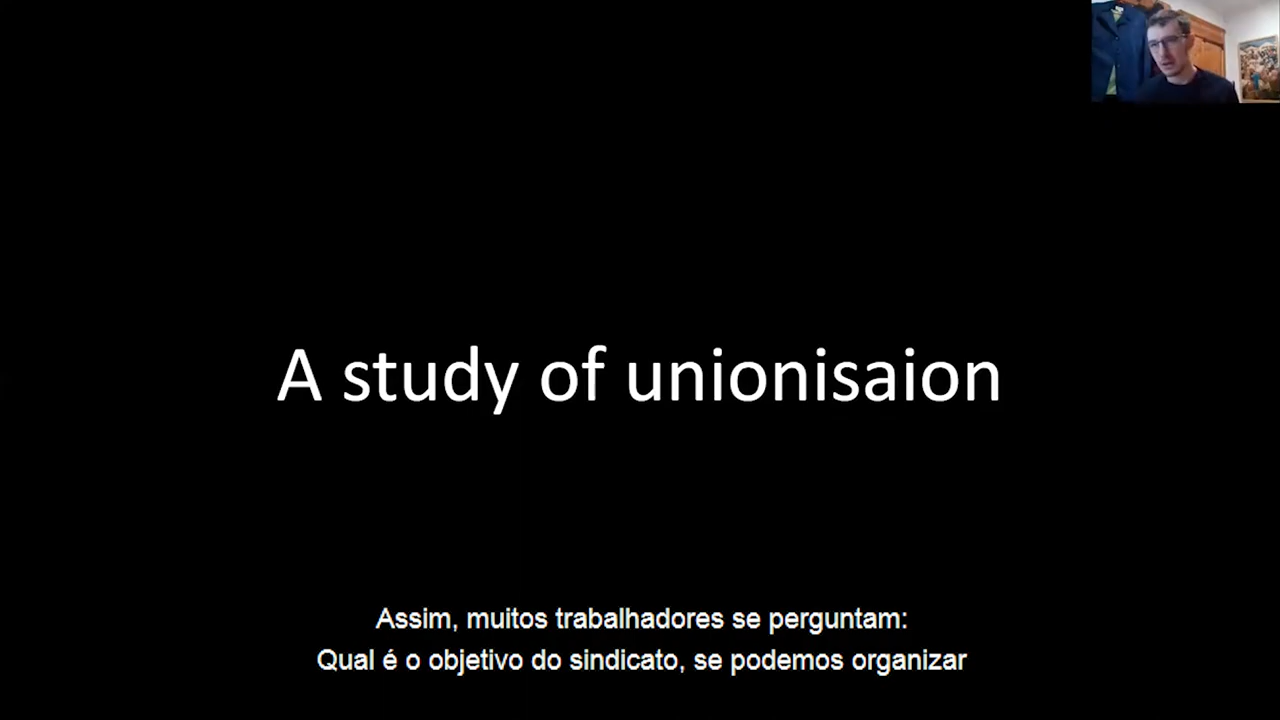 A study of unionisaion
Assim, muitos trabalhadores se perguntam:
Qual é o objetivo do sindicato, se podemos organizar